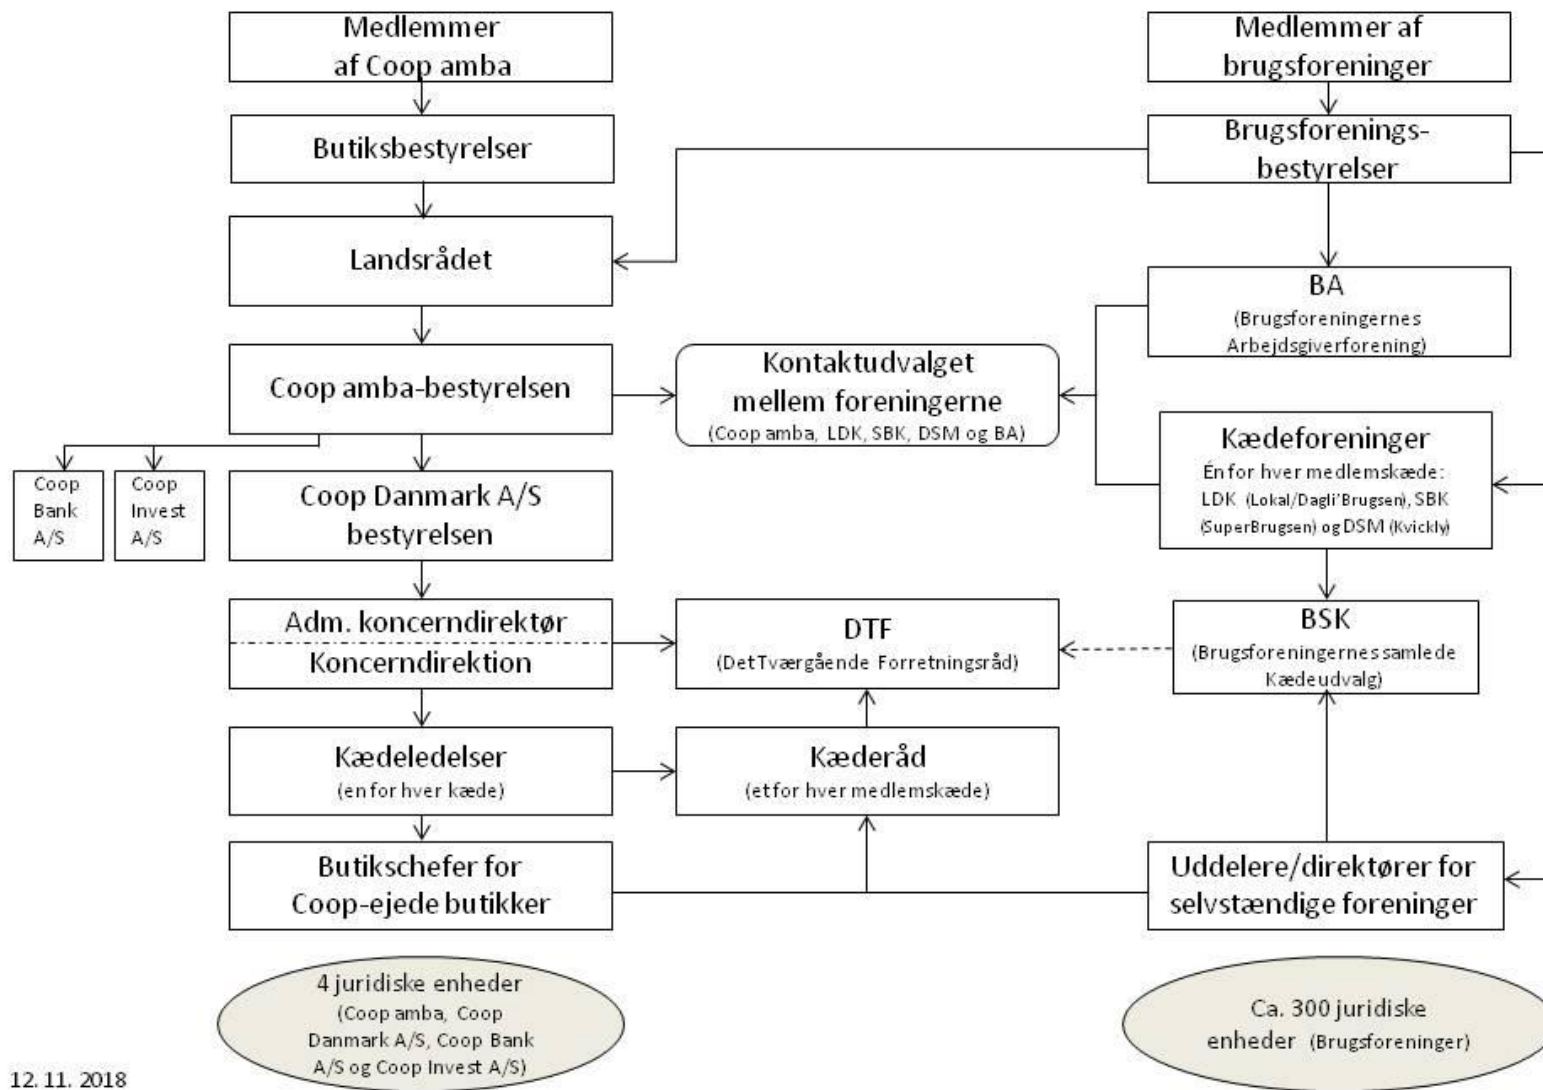 Medlemmer
af Coop amba
Butiksbestyrelser
Landsrådet
Coop amba-bestyrelsen
Coop
Bank
A/S
Coop
Invest
A/S
Coop Danmark A/S
bestyrelsen
Adm. koncerndirektør
Koncerndirektion
Kædeledelser
(en for hver kæde)
Butikschefer for
Coop-ejede butikker
4 juridiske enheder
(Coop amba, Coop
Danmark A/S, Coop Bank
A/S og Coop Invest A/S)
Kontaktudvalget
mellem foreningerne
(Coop amba, LDK, SBK, DSM og BA)
DTF
(Det Tværgående Forretningsråd)
Kæderåd
(et for hver medlemskæde)
Medlemmer af
brugsforeninger
Brugsforenings-
bestyrelser
BA
(Brugsforeningernes
Arbejdsgiverforening)
Kædeforeninger
Én for hver medlemskæde:
LDK (Lokal/Dagli'Brugsen), SBK
(SuperBrugsen) og DSM (Kvickly)
BSK
(Brugsforeningernes samlede
Kædeudvalg)
Uddelere/direktører for
selvstændige foreninger
Ca. 300 juridiske
enheder (Brugsforeninger)
12. 11. 2018